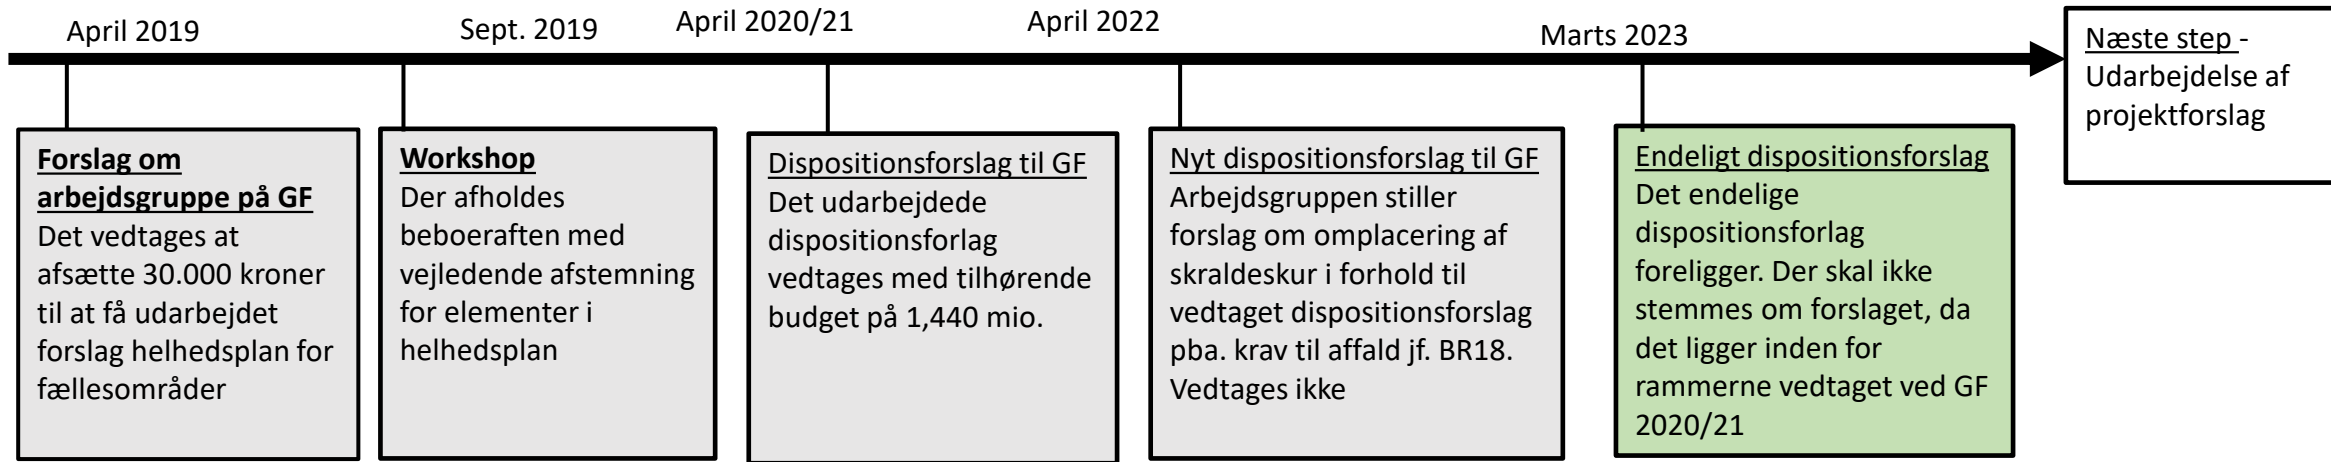 April 2019
Sept. 2019
April 2020/21
April 2022
Marts 2023
Næste step -
Udarbejdelse af
projektforslag
Forslag om
arbejdsgruppe på GF
Det vedtages at
afsætte 30.000 kroner
til at få udarbejdet
forslag helhedsplan for
fællesområder
Workshop
Der afholdes
beboeraften med
vejledende afstemning
for elementer i
helhedsplan
Dispositionsforslag til GF
Det udarbejdede
dispositionsforlag
vedtages med tilhørende
budget på 1,440 mio.
Nyt dispositionsforslag til GF
Arbejdsgruppen stiller
forslag om omplacering af
skraldeskur i forhold til
vedtaget dispositionsforslag
pba. krav til affald jf. BR18.
Vedtages ikke
Endeligt dispositionsforslag
Det endelige
dispositionsforlag
foreligger. Der skal ikke
stemmes om forslaget, da
det ligger inden for
rammerne vedtaget ved GF
2020/21